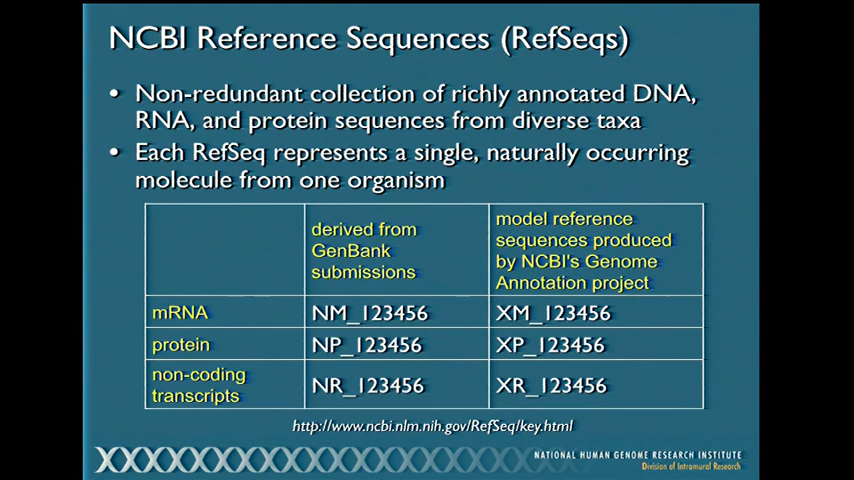 NCBI Reference Sequences (RefSeqs)
• Non-redundant collection of richly annotated DNA,
RNA, and protein sequences from diverse taxa
• Each RefSeq represents a single, naturally occurring
molecule from one organism
derived from
GenBank
submissions
model reference
sequences produced
by NCBI's Genome
Annotation project
mRNA NM_123456 XM_123456
protein NP_123456 XP_123456
non-coding
transcripts
NR_123456 XR_123456
http://www.ncbi.nlm.nih.gov/RefSeq/key.html
NATIONAL HUMAN GENOME RESEARCH INSTITUTE
Division of Intramural Research